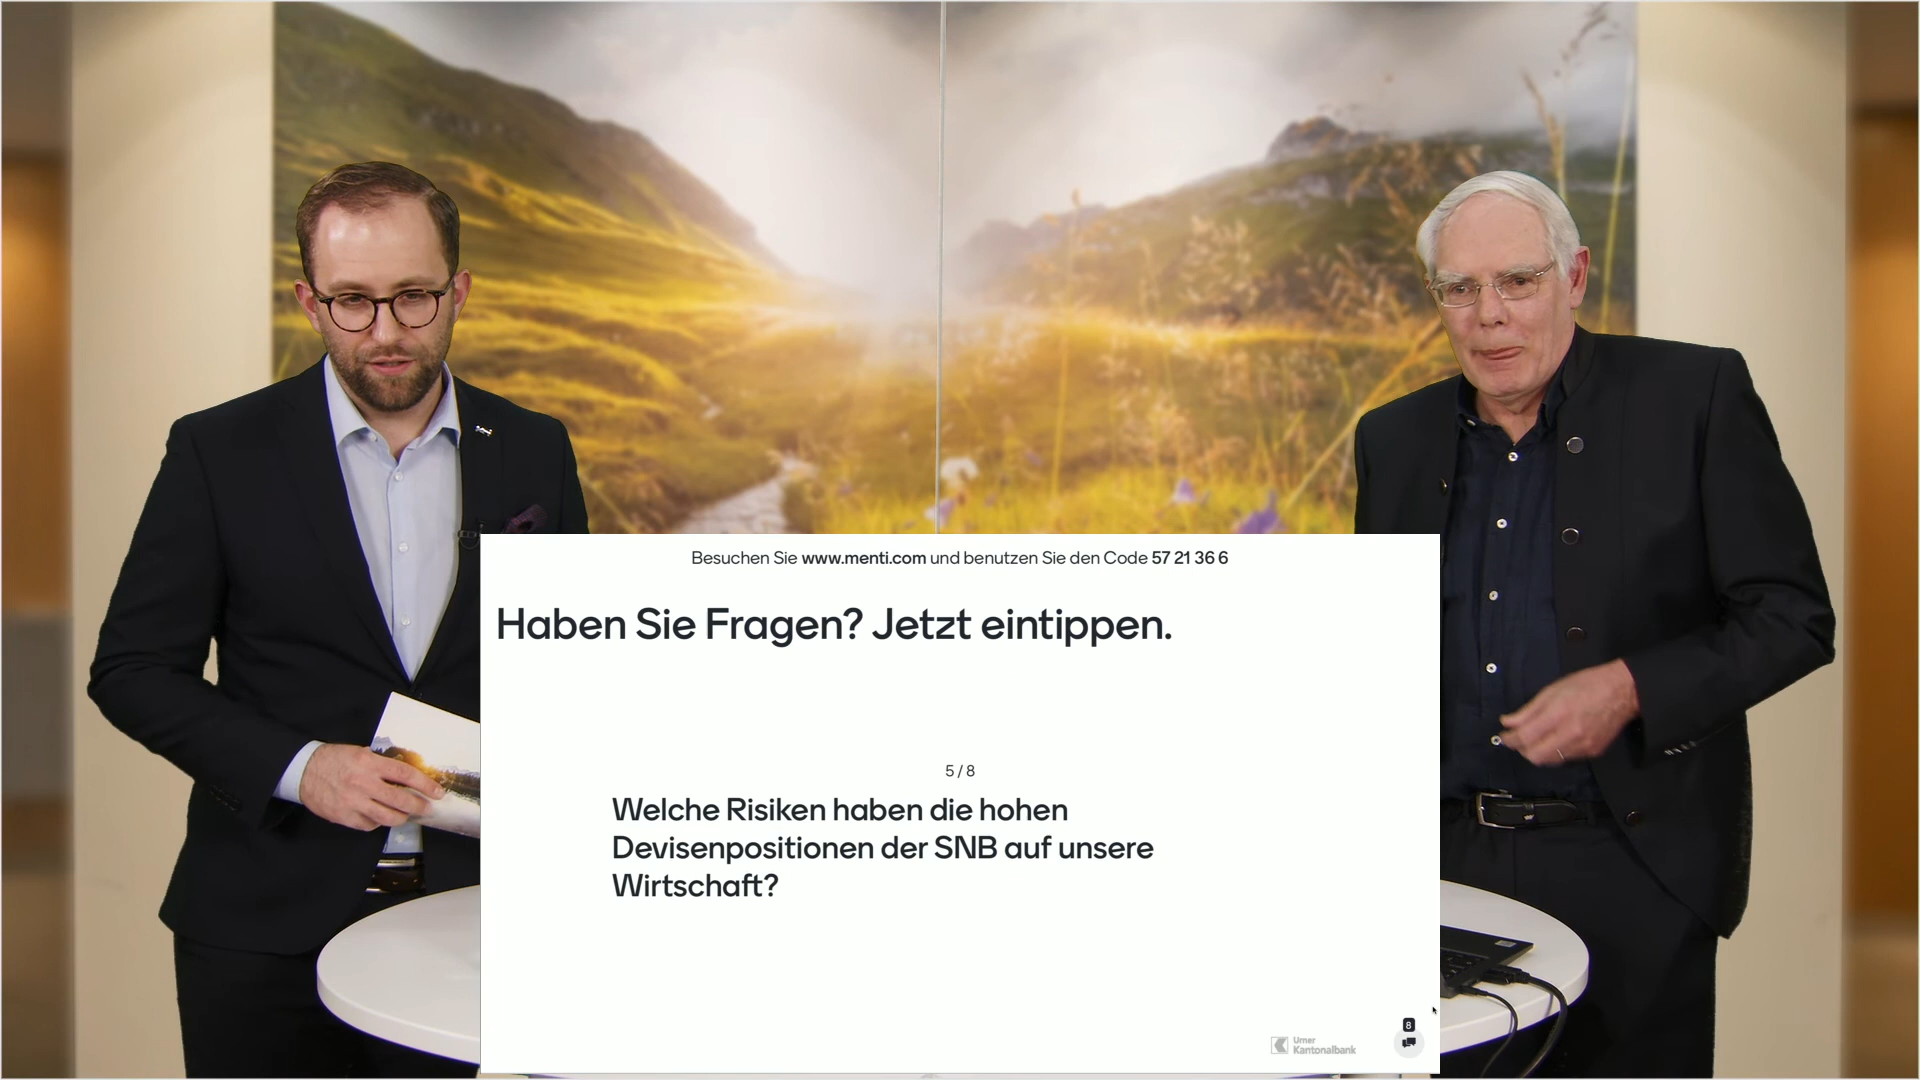 Besuchen Sie www.menti.com und benutzen Sie den Code 57 21 36 6
Haben Sie Fragen? Jetzt eintippen.
5 / 8
Welche Risiken haben die hohen
Devisenpositionen der SNB auf unsere
Wirtschaft?
Urner
Kantonalbank
8